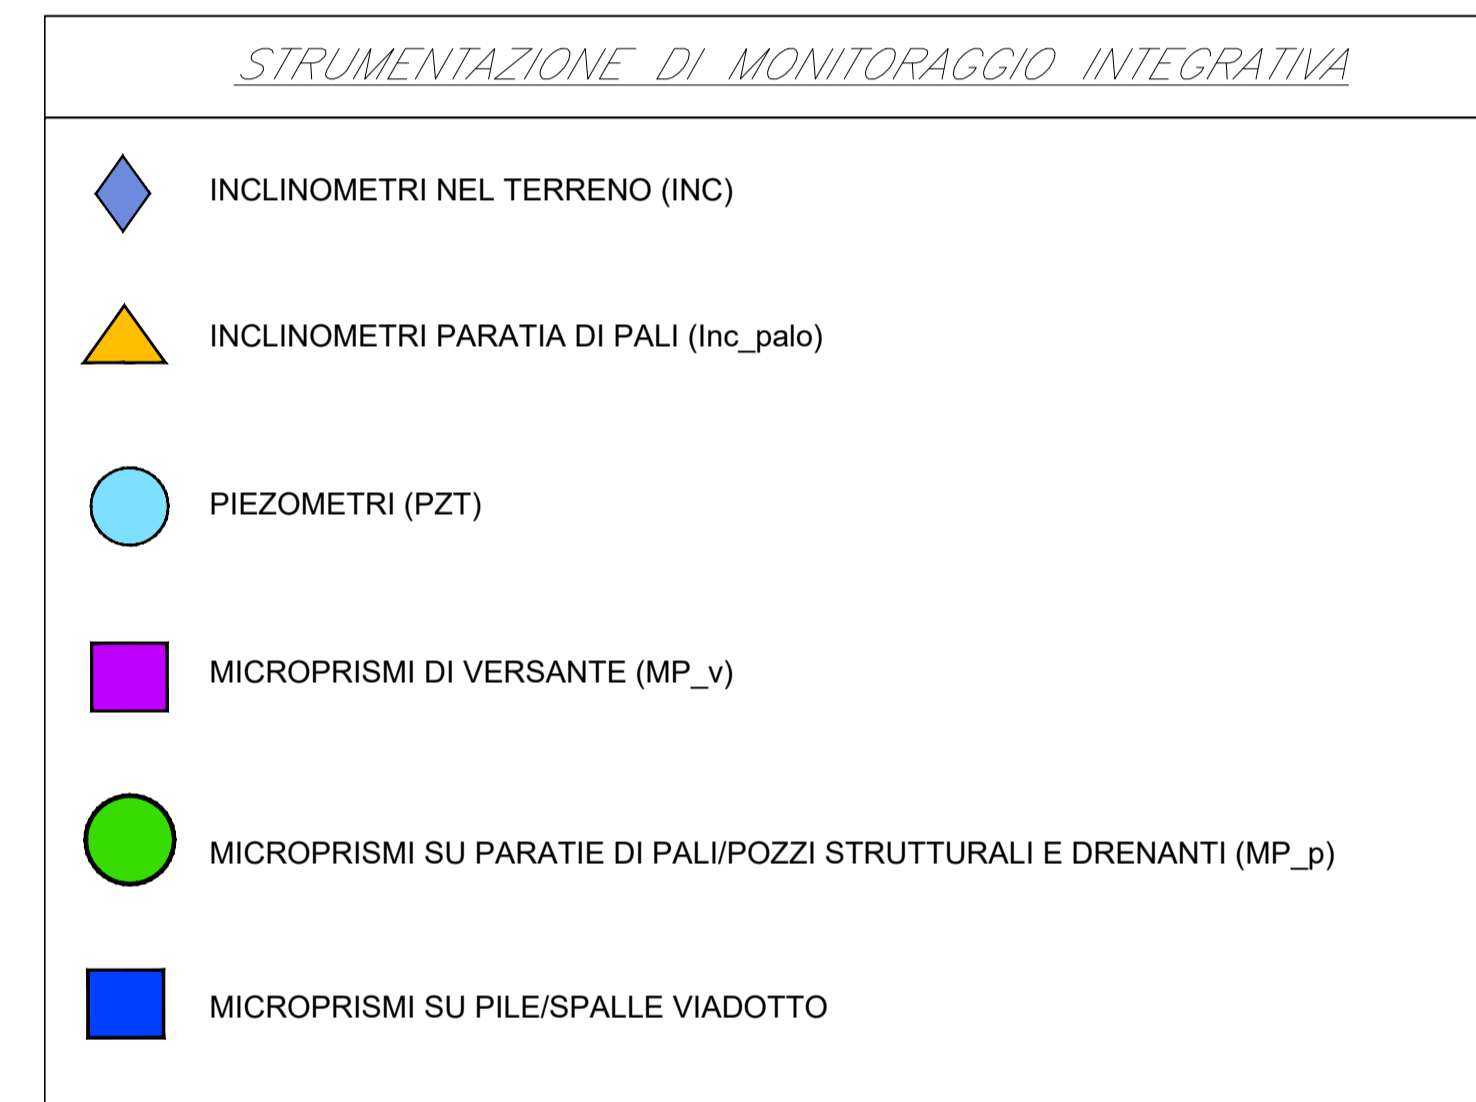 STRUMENTAZIONE DI MONITORAGGIO INTEGRATIVA
INCLINOMETRI NEL TERRENO (INC)
INCLINOMETRI PARATIA DI PALI (Inc_palo)
PIEZOMETRI (PZT)
MICROPRISMI DI VERSANTE (MP_v)
MICROPRISMI SU PARATIE DI PALI/POZZI STRUTTURALI E DRENANTI (MP_p)
MICROPRISMI SU PILE/SPALLE VIADOTTO